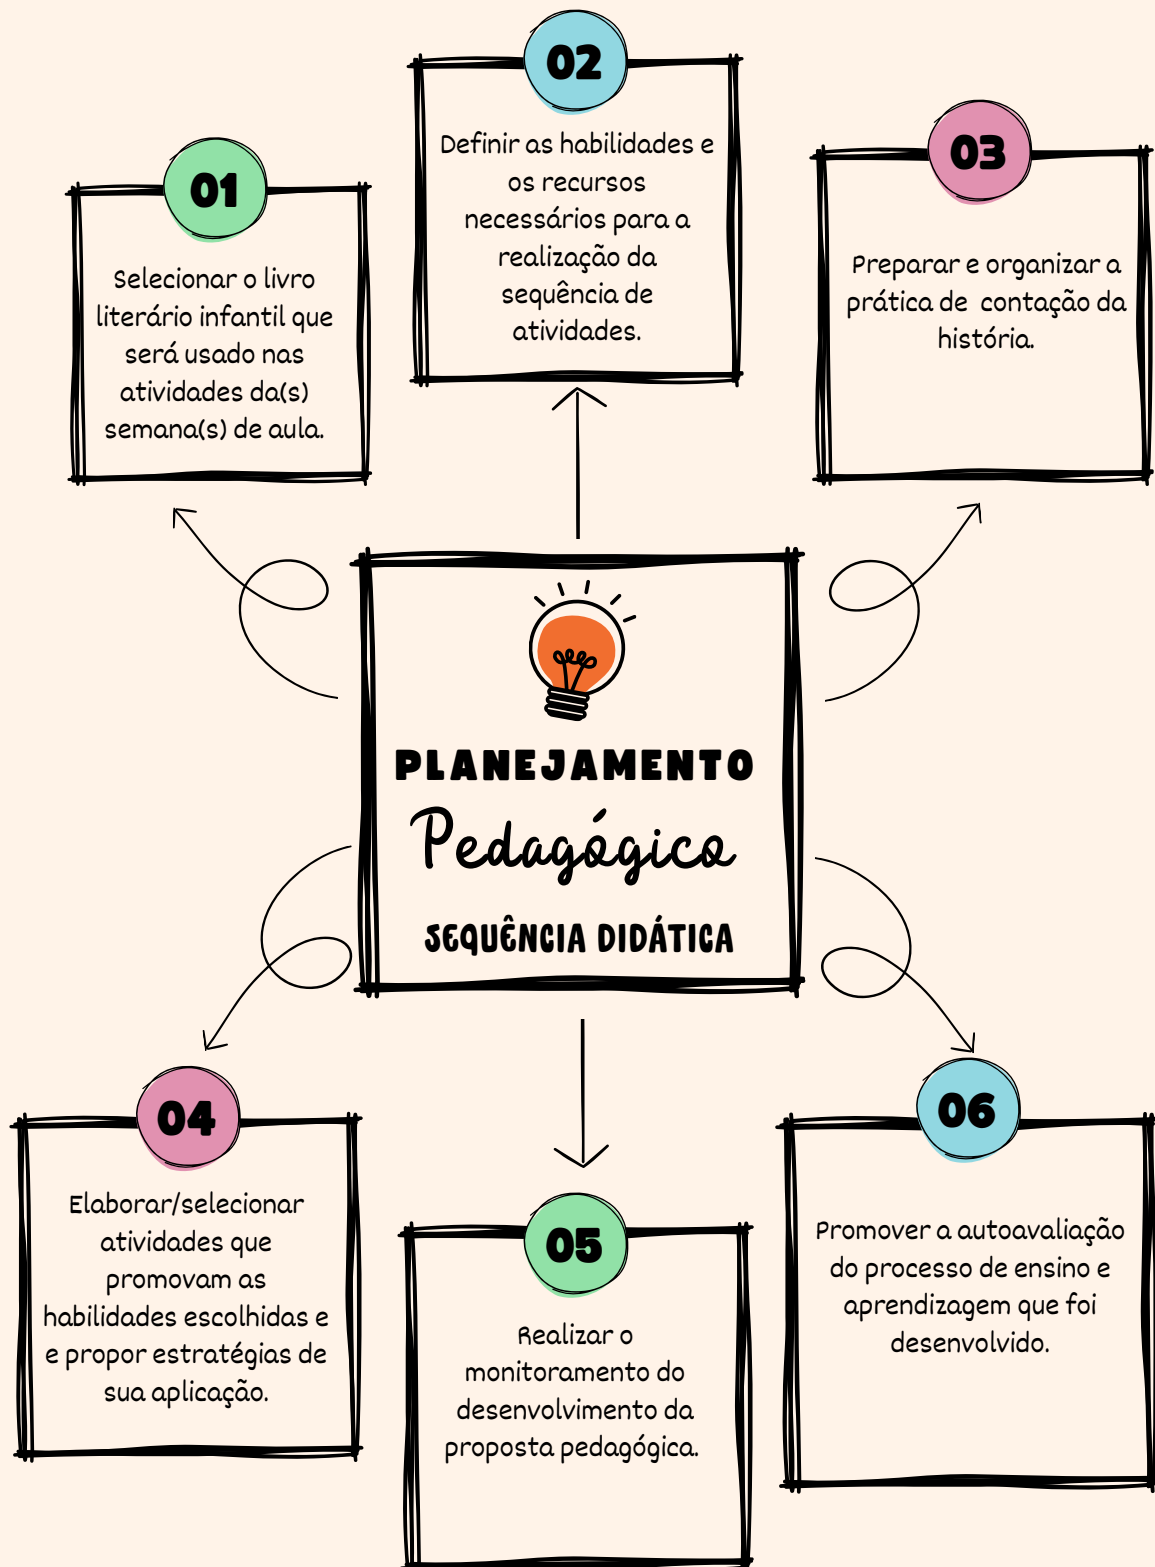 01
Selecionar o livro
literário infantil que
será usado nas
atividades da(s)
semana(s) de aula.
02
Definir as habilidades e
os recursos
necessários para a
realização da
sequência de
atividades.
03
Preparar e organizar a
prática de contação da
história.
PLANEJAMENTO
Pedagógico
SEQUÊNCIA DIDÁTICA
04
Elaborar/selecionar
atividades que
promovam as
habilidades escolhidas e
e propor estratégias de
sua aplicação.
05
Realizar o
monitoramento do
desenvolvimento da
proposta pedagógica.
06
Promover a autoavaliação
do processo de ensino e
aprendizagem que foi
desenvolvido.